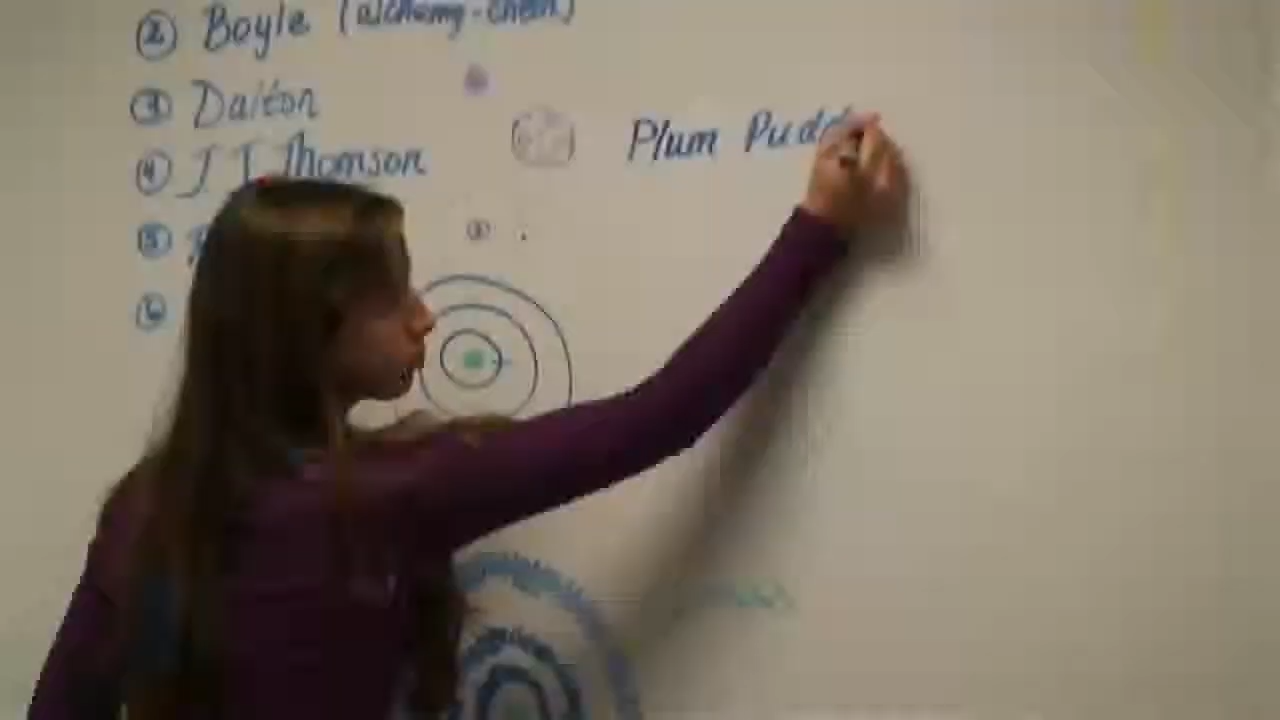 ② Boyle (alchemy-chem)
③ Dalton
④ J J Thomson
Plum Pudd
⑤
⑥